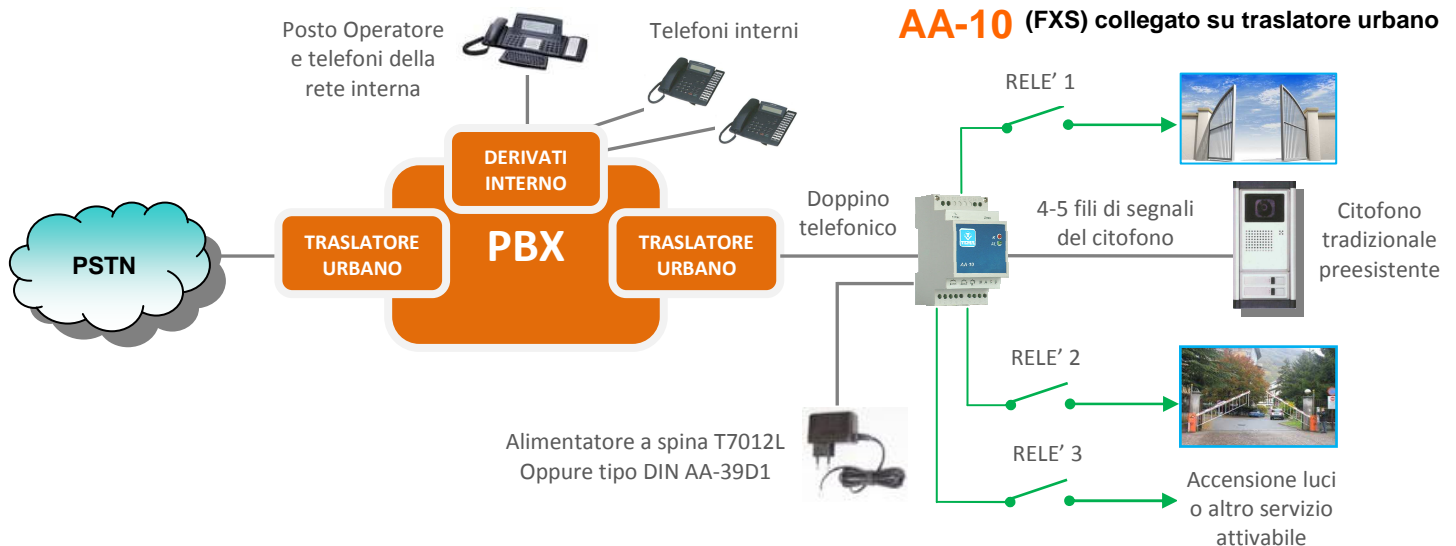 AA-10 (FXS) collegato su traslatore urbano
Posto Operatore
e telefoni della
rete interna
Telefoni interni
RELE' 1
DERIVATI
INTERNO
PSTN
TRASLATORE
URBANO
PBX
TRASLATORE
URBANO
Doppino
telefonico
AA-10
4-5 fili di segnali
del citofono
Citofono
tradizionale
preesistente
RELE' 2
Alimentatore a spina T7012L
Oppure tipo DIN AA-39D1
RELE' 3
Accensione luci
o altro servizio
attivabile